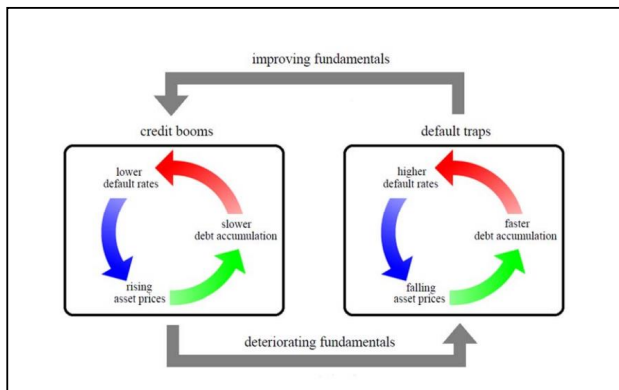 improving fundamentals
credit booms
default traps
lower
default rates
slower
debt accumulation
rising
asset prices
higher
default rates
faster
debt accumulation
falling
asset prices
deteriorating fundamentals